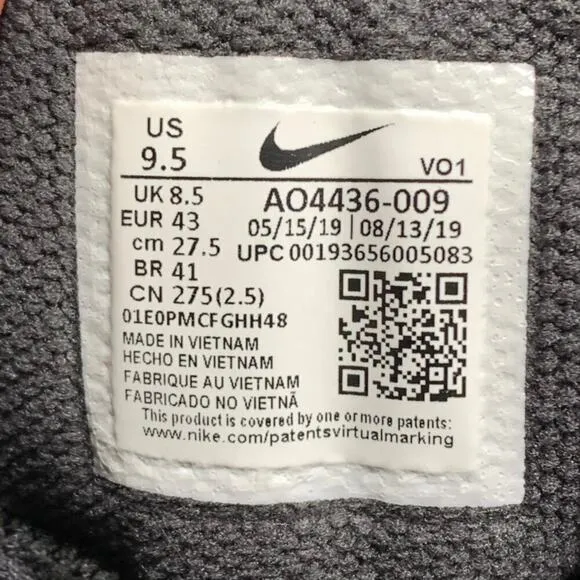 US
9.5
VO1
UK 8.5
EUR 43
cm 27.5
BR 41
CN 275(2.5)
AO4436-009
05/15/19 | 08/13/19
UPC 00193656005083
01E0PMCFGHH48
MADE IN VIETNAM
HECHO EN VIETNAM
FABRIQUE AU VIETNAM
FABRICADO NO VIETNÃ
This product is covered by one or more patents:
www.nike.com/patentsvirtualmarking